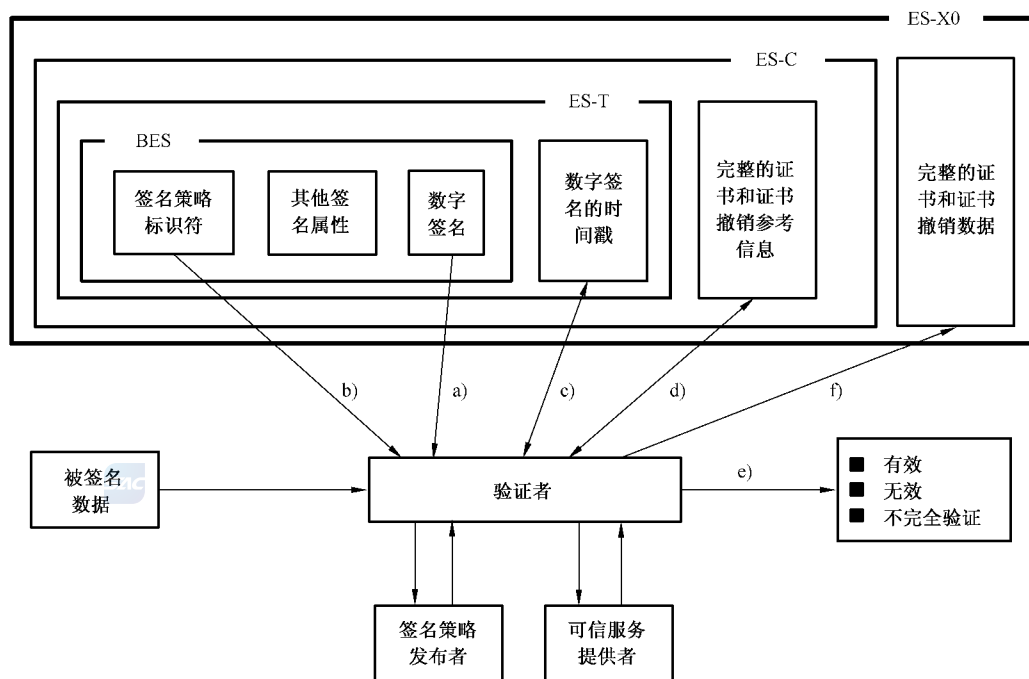 ES-X0
ES-C
ES-T
BES
签名策略
标识符
其他签
名属性
数字
签名
数字签
名的时
间戳
完整的证
书和证书
撤销参考
信息
完整的证
书和证书
撤销数据
b)
a)
c)
d)
f)
被签名
数据
验证者
e)
有效
无效
不完全验证
签名策略
发布者
可信服务
提供者